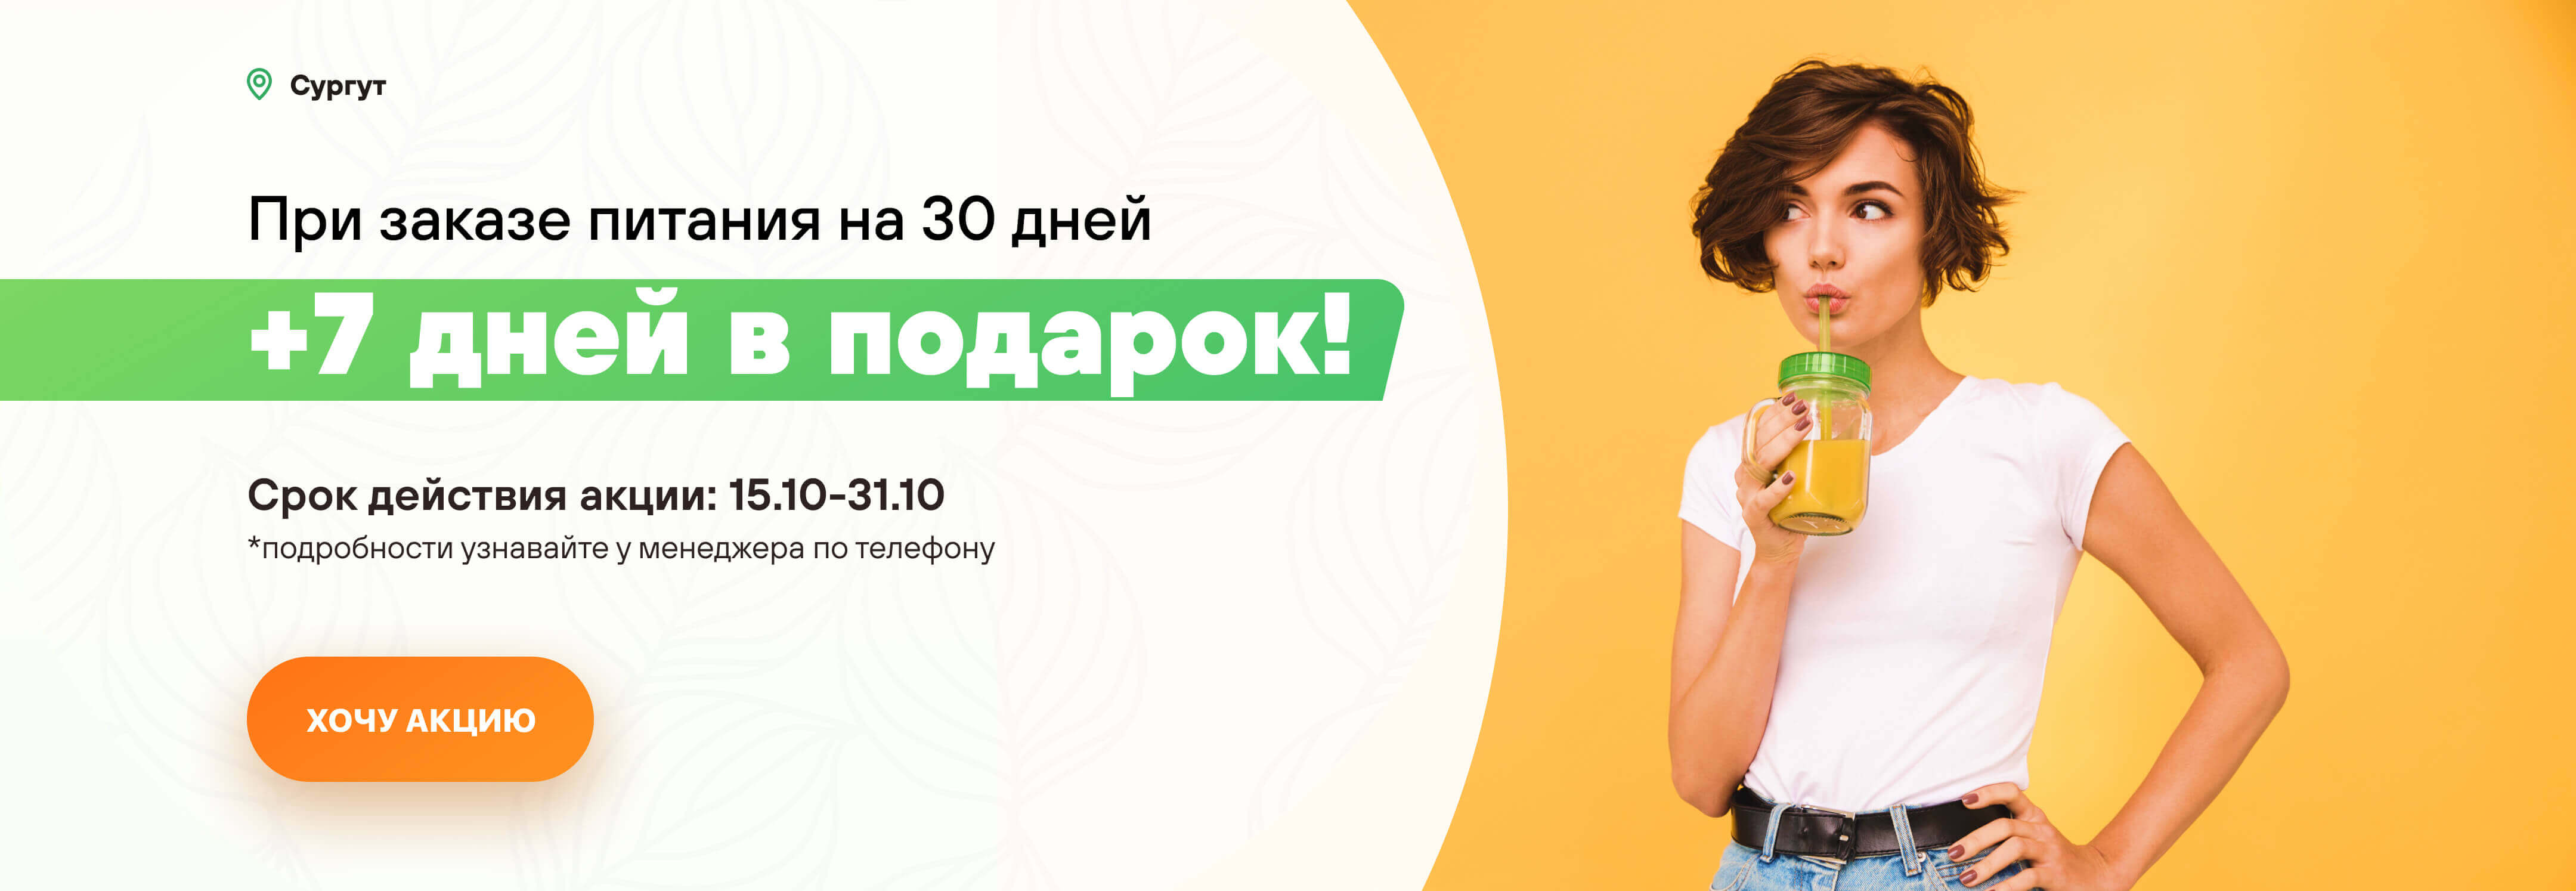 Сургут
При заказе питания на 30 дней
+7 дней в подарок!
Срок действия акции: 15.10-31.10
*подробности узнавайте у менеджера по телефону
ХОЧУ АКЦИЮ